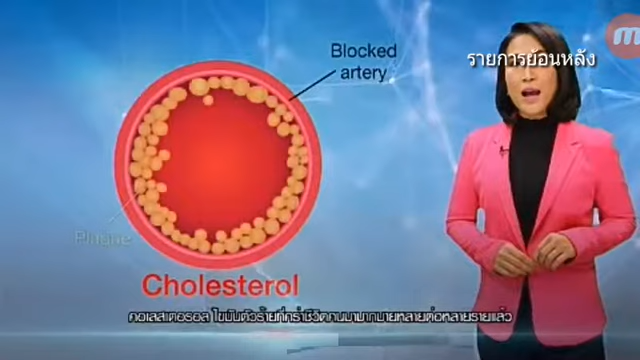 Blocked
artery
รายการย้อนหลัง
Plaque
Cholesterol
คอเลสเตอรอล ไขมันตัวร้ายที่คร่าชีวิตคนมามากมายหลายต่อหลายรายแล้ว